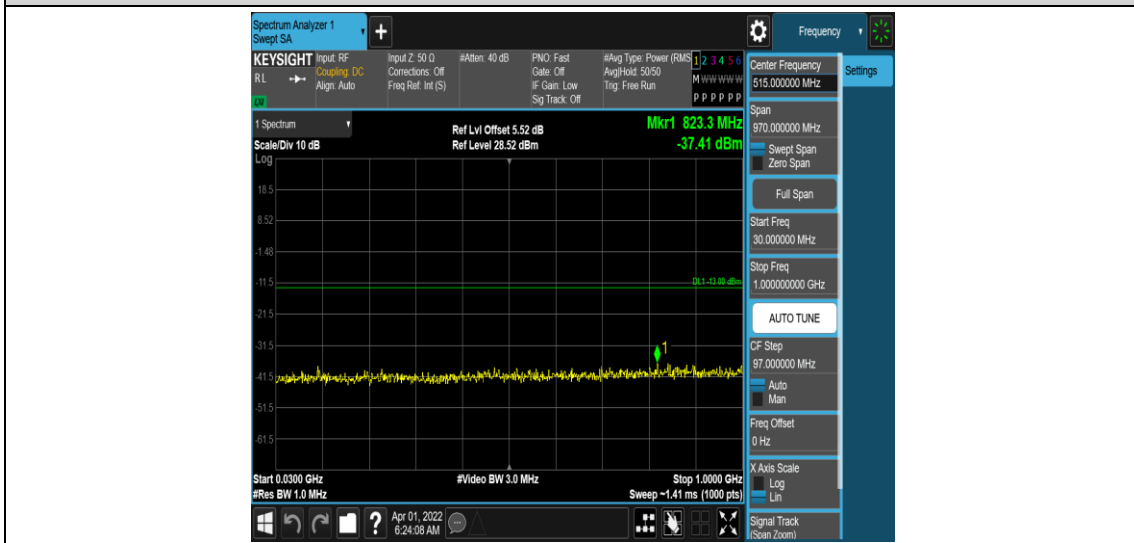 Spectrum Analyzer 1
Swept SA
Frequency
KEYSIGHT
RL
Input: RF
Coupling: DC
Align: Auto
Input Z: 50 Ω
Corrections: Off
Freq Ref: Int (S)
#Atten: 40 dB
PNO: Fast
Gate: Off
IF Gain: Low
Sig Track: Off
#Avg Type: Power (RMS
Avg|Hold: 50/50
Trig: Free Run
1 2 3 4 5 6
M W W W W W
P P P P P P
1 Spectrum
Scale/Div 10 dB
Ref Lvl Offset 5.52 dB
Ref Level 28.52 dBm
Mkr1 823.3 MHz
-37.41 dBm
Log
18.5
8.52
-1.48
-11.5
DL1 -13.00 dBm
-21.5
-31.5
1
-41.5
-51.5
-61.5
Start 0.0300 GHz
#Res BW 1.0 MHz
#Video BW 3.0 MHz
Stop 1.0000 GHz
Sweep ~1.41 ms (1000 pts)
Apr 01, 2022
6:24:08 AM
Center Frequency
515.000000 MHz
Settings
Span
970.000000 MHz
Swept Span
Zero Span
Full Span
Start Freq
30.000000 MHz
Stop Freq
1.000000000 GHz
AUTO TUNE
CF Step
97.000000 MHz
Auto
Man
Freq Offset
0 Hz
X Axis Scale
Log
Lin
Signal Track
(Span Zoom)